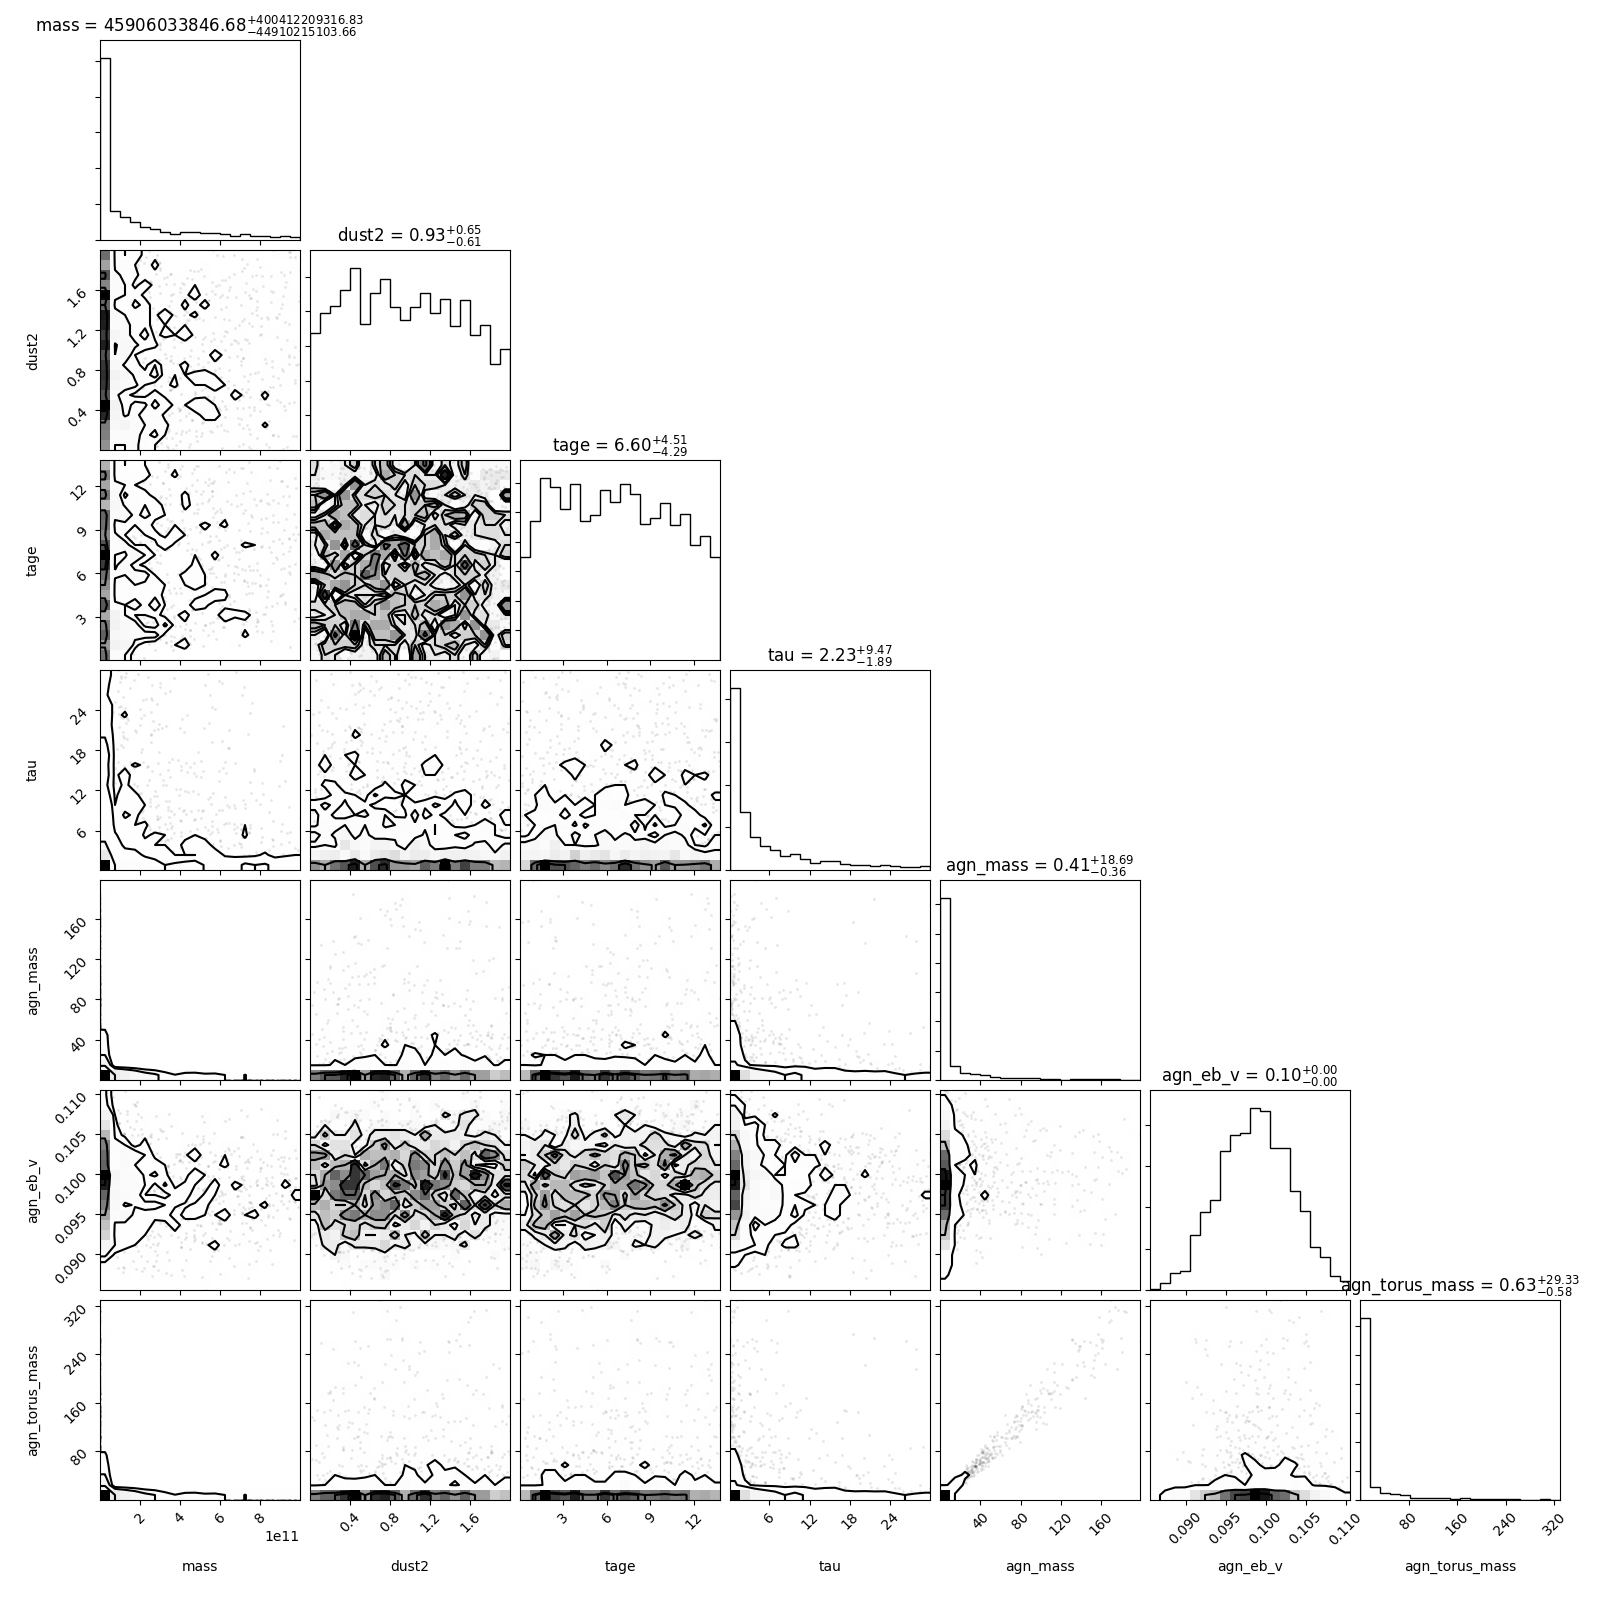 mass = 45906033846.68+400412209316.83−44910215103.66
dust2 = 0.93+0.65−0.61
1.6
1.2
0.8
0.4
dust2
tage = 6.60+4.51−4.29
12
9
6
3
tage
tau = 2.23+9.47−1.89
24
18
12
6
tau
agn_mass = 0.41+18.69−0.36
160
120
80
40
agn_mass
agn_eb_v = 0.10+0.00−0.00
0.110
0.105
0.100
0.095
0.090
agn_eb_v
agn_torus_mass = 0.63+29.33−0.58
320
240
160
80
agn_torus_mass
2 4 6 8 0.4 0.8 1.2 1.6 3 6 9 12 6 12 18 24 40 80 120 160 0.090 0.095 0.100 0.105 0.110 80 160 240 320
1e11
mass dust2 tage tau agn_mass agn_eb_v agn_torus_mass